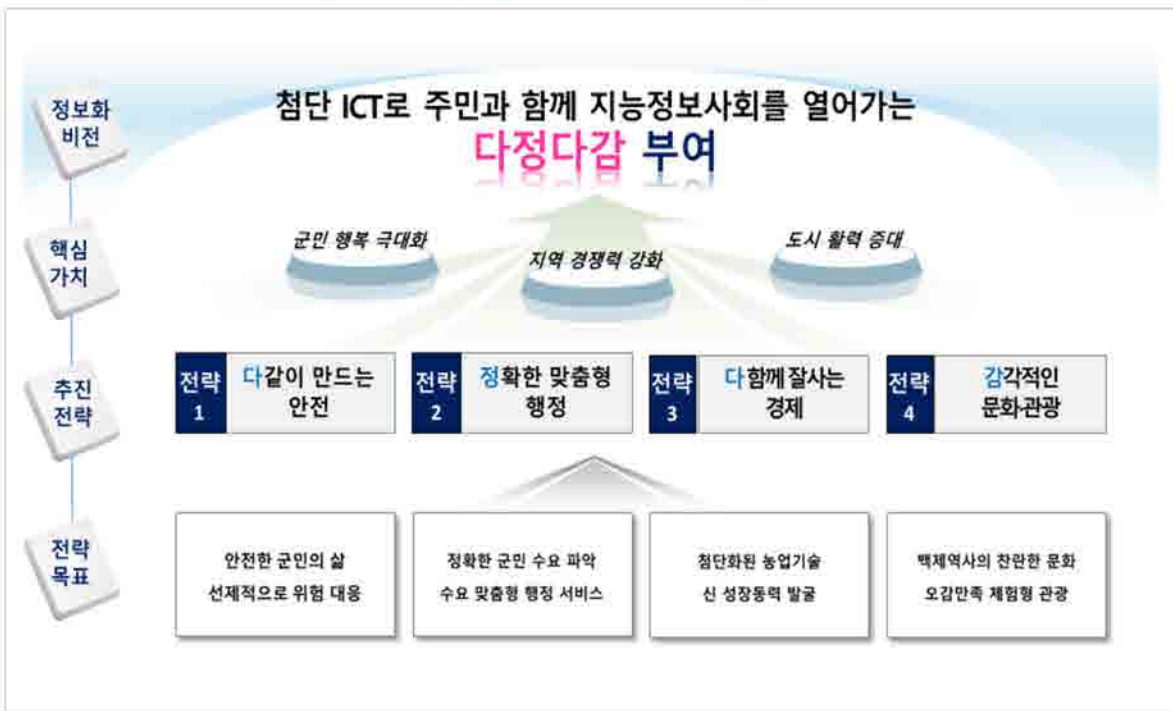 정보화
비전
첨단 ICT로 주민과 함께 지능정보사회를 열어가는
다정다감 부여
핵심
가치
군민 행복 극대화
지역 경쟁력 강화
도시 활력 증대
추진
전략
전략
1
다같이 만드는
안전
전략
2
정확한 맞춤형
행정
전략
3
다함께 잘사는
경제
전략
4
감각적인
문화·관광
전략
목표
안전한 군민의 삶
선제적으로 위험 대응
정확한 군민 수요 파악
수요 맞춤형 행정 서비스
첨단화된 농업기술
신 성장동력 발굴
백제역사의 찬란한 문화
오감만족 체험형 관광